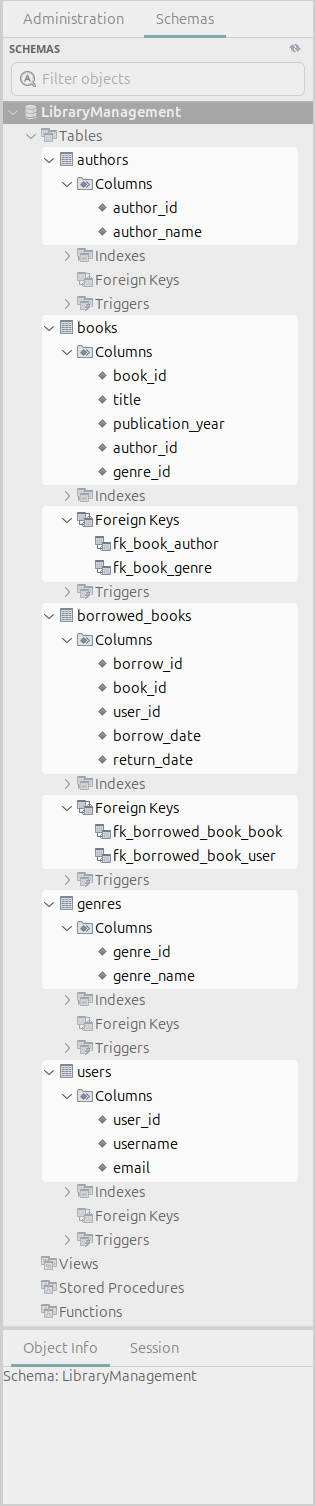 Administration Schemas
SCHEMAS
Filter objects
LibraryManagement
Tables
authors
Columns
author_id
author_name
Indexes
Foreign Keys
Triggers
books
Columns
book_id
title
publication_year
author_id
genre_id
Indexes
Foreign Keys
fk_book_author
fk_book_genre
Triggers
borrowed_books
Columns
borrow_id
book_id
user_id
borrow_date
return_date
Indexes
Foreign Keys
fk_borrowed_book_book
fk_borrowed_book_user
Triggers
genres
Columns
genre_id
genre_name
Indexes
Foreign Keys
Triggers
users
Columns
user_id
username
email
Indexes
Foreign Keys
Triggers
Views
Stored Procedures
Functions
Object Info Session
Schema: LibraryManagement